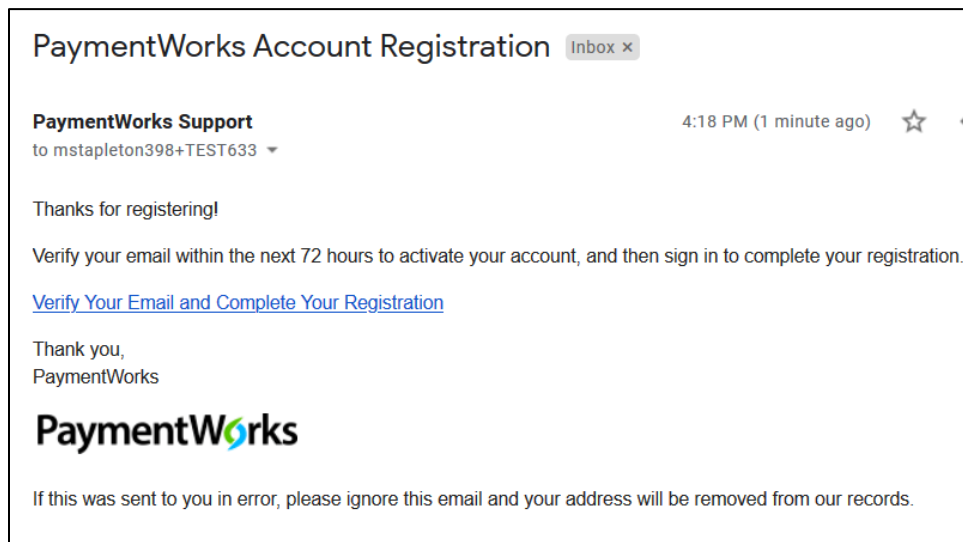 PaymentWorks Account Registration Inbox ×
PaymentWorks Support 4:18 PM (1 minute ago)
to mstapleton398+TEST633
Thanks for registering!
Verify your email within the next 72 hours to activate your account, and then sign in to complete your registration.
Verify Your Email and Complete Your Registration
Thank you,
PaymentWorks
PaymentWorks
If this was sent to you in error, please ignore this email and your address will be removed from our records.